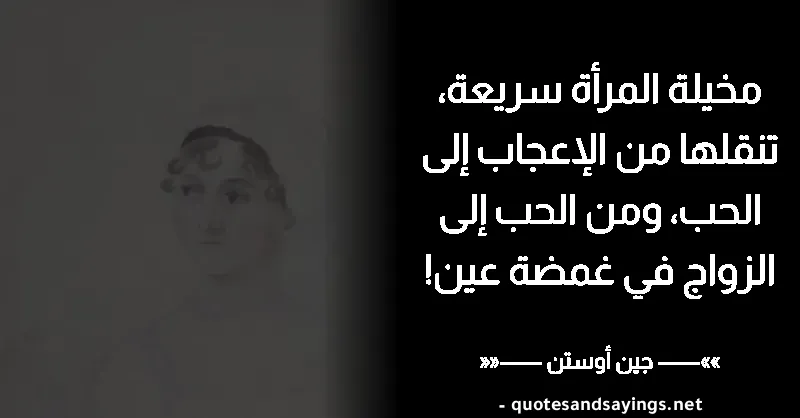 مخيلة المرأة سريعة،
تنقلها من الإعجاب إلى
الحب، ومن الحب إلى
الزواج في غمضة عين!
»»—— جين أوستن ——««
- quotesandsayings.net